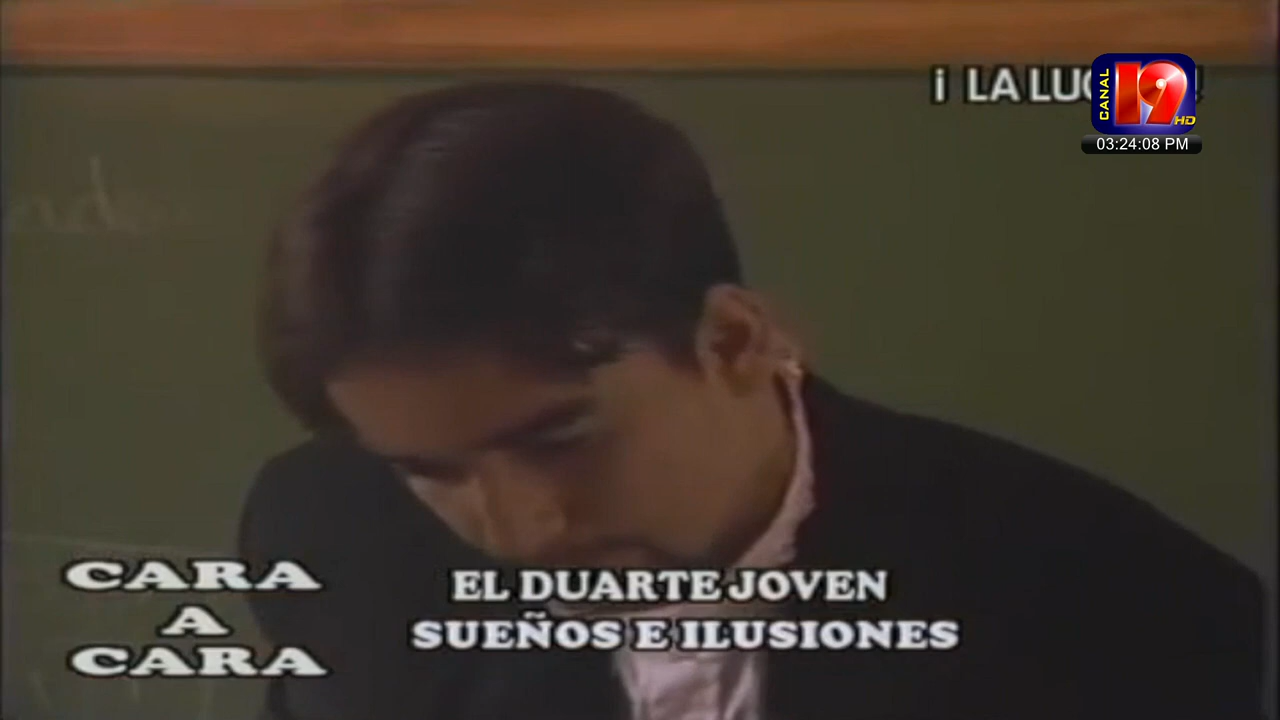 ¡ LA LU
CANAL
19
HD
03:24:08 PM
CARA
A
CARA
EL DUARTE JOVEN
SUEÑOS E ILUSIONES